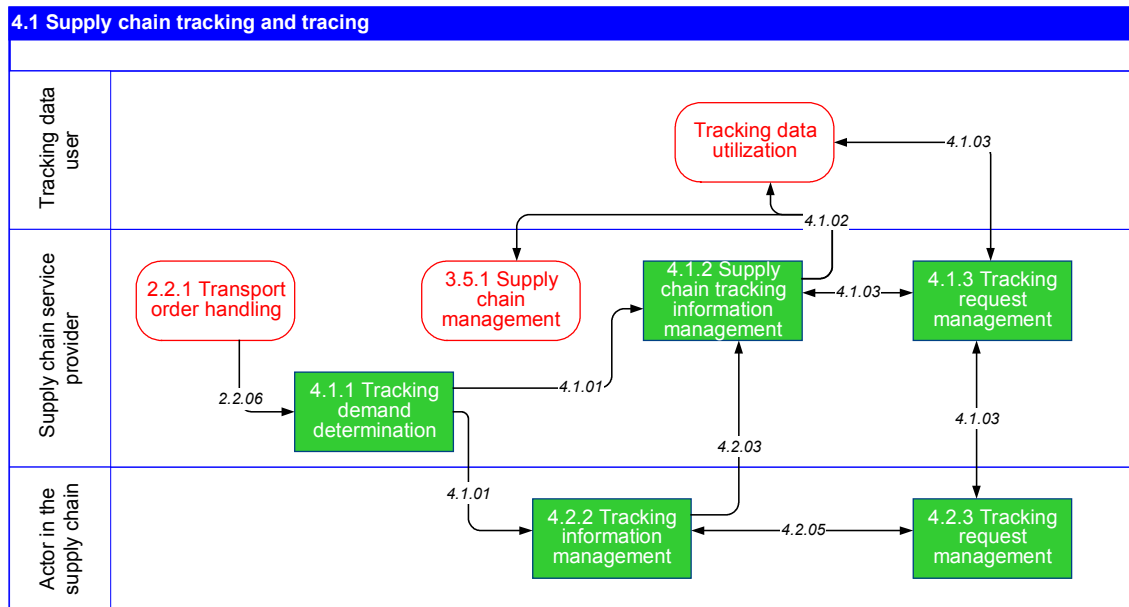 4.1 Supply chain tracking and tracing
Tracking data
user
Tracking data
utilization
4.1.03
4.1.02
Supply chain service
provider
2.2.1 Transport
order handling
3.5.1 Supply
chain
management
4.1.2 Supply
chain tracking
information
management
4.1.03
4.1.3 Tracking
request
management
2.2.06
4.1.1 Tracking
demand
determination
4.1.01
4.2.03
4.1.03
Actor in the
supply chain
4.1.01
4.2.2 Tracking
information
management
4.2.05
4.2.3 Tracking
request
management